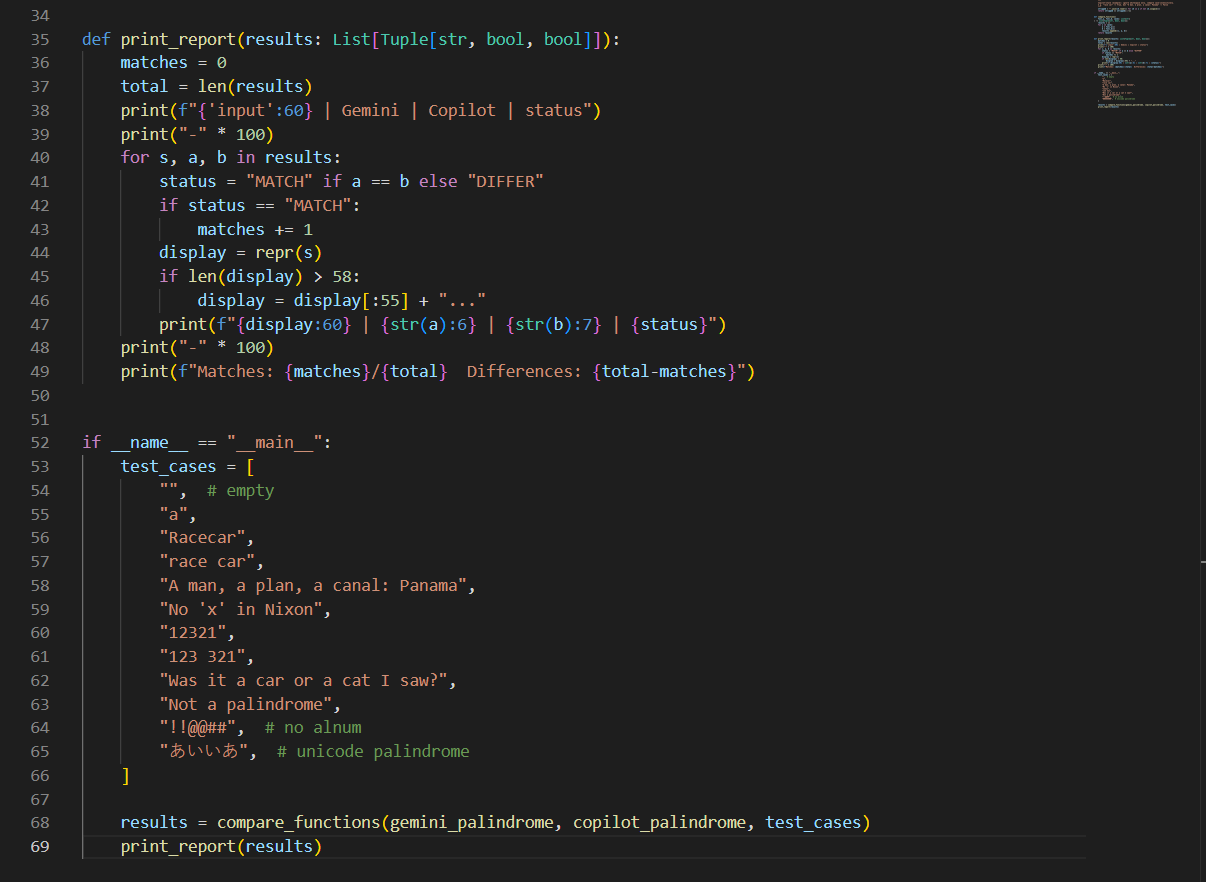 34
35 def print_report(results: List[Tuple[str, bool, bool]]):
36     matches = 0
37     total = len(results)
38     print(f"{'input':60} | Gemini | Copilot | status")
39     print("-" * 100)
40     for s, a, b in results:
41         status = "MATCH" if a == b else "DIFFER"
42         if status == "MATCH":
43             matches += 1
44         display = repr(s)
45         if len(display) > 58:
46             display = display[:55] + "..."
47         print(f"{display:60} | {str(a):6} | {str(b):7} | {status}")
48     print("-" * 100)
49     print(f"Matches: {matches}/{total}  Differences: {total-matches}")
50
51
52 if __name__ == "__main__":
53     test_cases = [
54         "",  # empty
55         "a",
56         "Racecar",
57         "race car",
58         "A man, a plan, a canal: Panama",
59         "No 'x' in Nixon",
60         "12321",
61         "123 321",
62         "Was it a car or a cat I saw?",
63         "Not a palindrome",
64         "!!@@##",  # no alnum
65         "あいいあ",  # unicode palindrome
66     ]
67
68     results = compare_functions(gemini_palindrome, copilot_palindrome, test_cases)
69     print_report(results)